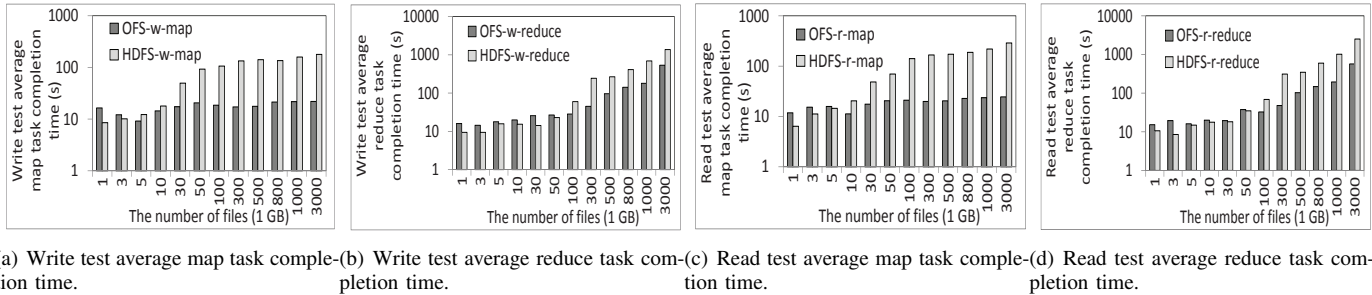 Write test average
map task completion
time (s)
1000
100
10
1
OFS-w-map
HDFS-w-map
1 3 5 10 30 50 100 300 500 800 1000 3000
The number of files (1 GB)
Write test average
reduce task
completion time (s)
10000
1000
100
10
1
OFS-w-reduce
HDFS-w-reduce
1 3 5 10 30 50 100 300 500 800 1000 3000
The number of files (1 GB)
Read test average
map task completion
time (s)
1000
100
10
1
OFS-r-map
HDFS-r-map
1 3 5 10 30 50 100 300 500 800 1000 3000
The number of files (1 GB)
Read test average
reduce task
completion time (s)
10000
1000
100
10
1
OFS-r-reduce
HDFS-r-reduce
1 3 5 10 30 50 100 300 500 800 1000 3000
The number of files (1 GB)
a) Write test average map task comple-
tion time.
(b) Write test average reduce task com-
pletion time.
(c) Read test average map task comple-
tion time.
(d) Read test average reduce task com-
pletion time.